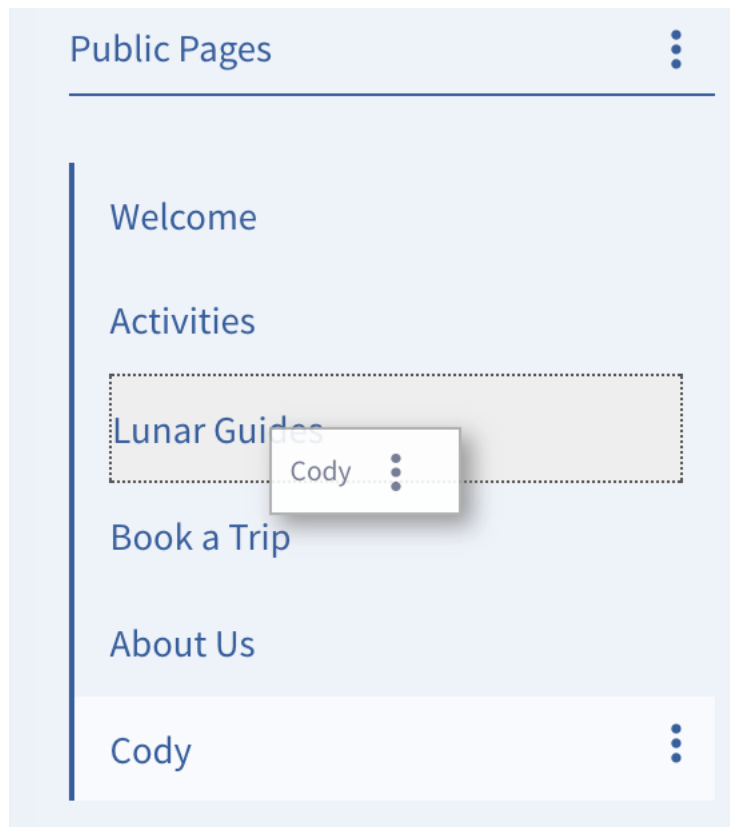 Public Pages
Welcome
Activities
Lunar Guides
Cody
Book a Trip
About Us
Cody